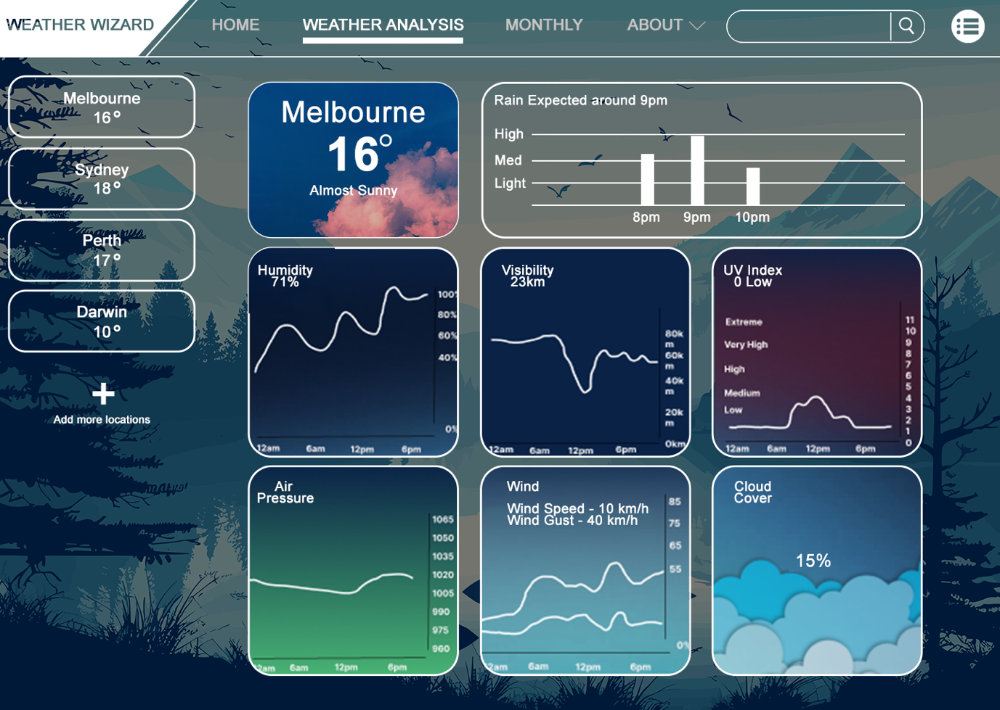 WEATHER WIZARD
HOME
WEATHER ANALYSIS
MONTHLY
ABOUT
Melbourne
16°
Sydney
18°
Perth
17°
Darwin
10°
+
Add more locations
Melbourne
16°
Almost Sunny
Rain Expected around 9pm
High
Med
Light
8pm 9pm 10pm
Humidity
71%
100%
80%
60%
40%
0%
12am 6am 12pm 6pm
Visibility
23km
80k
m
60k
m
40k
m
20k
m
0km
12am 6am 12pm 6pm
UV Index
0 Low
Extreme
Very High
High
Medium
Low
11
10
9
8
7
6
5
4
3
2
1
0
12am 6am 12pm 6pm
Air
Pressure
1065
1050
1035
1020
1005
990
975
960
12am 6am 12pm 6pm
Wind
Wind Speed - 10 km/h
Wind Gust - 40 km/h
85
75
65
55
0%
12am 6am 12pm 6pm
Cloud
Cover
15%